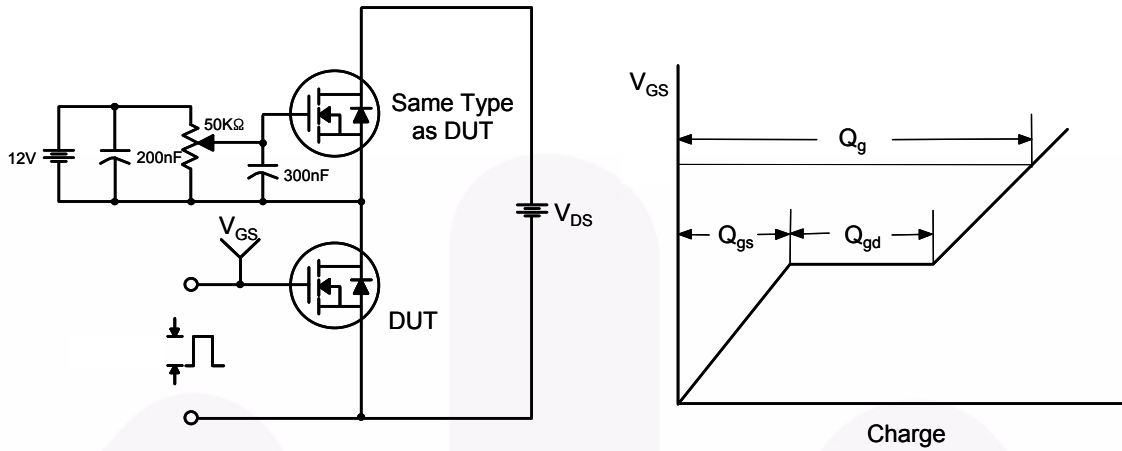 12V
200nF
50KΩ
300nF
Same Type
as DUT
V_DS
V_GS
DUT
V_GS
Q_g
Q_gs
Q_gd
Charge